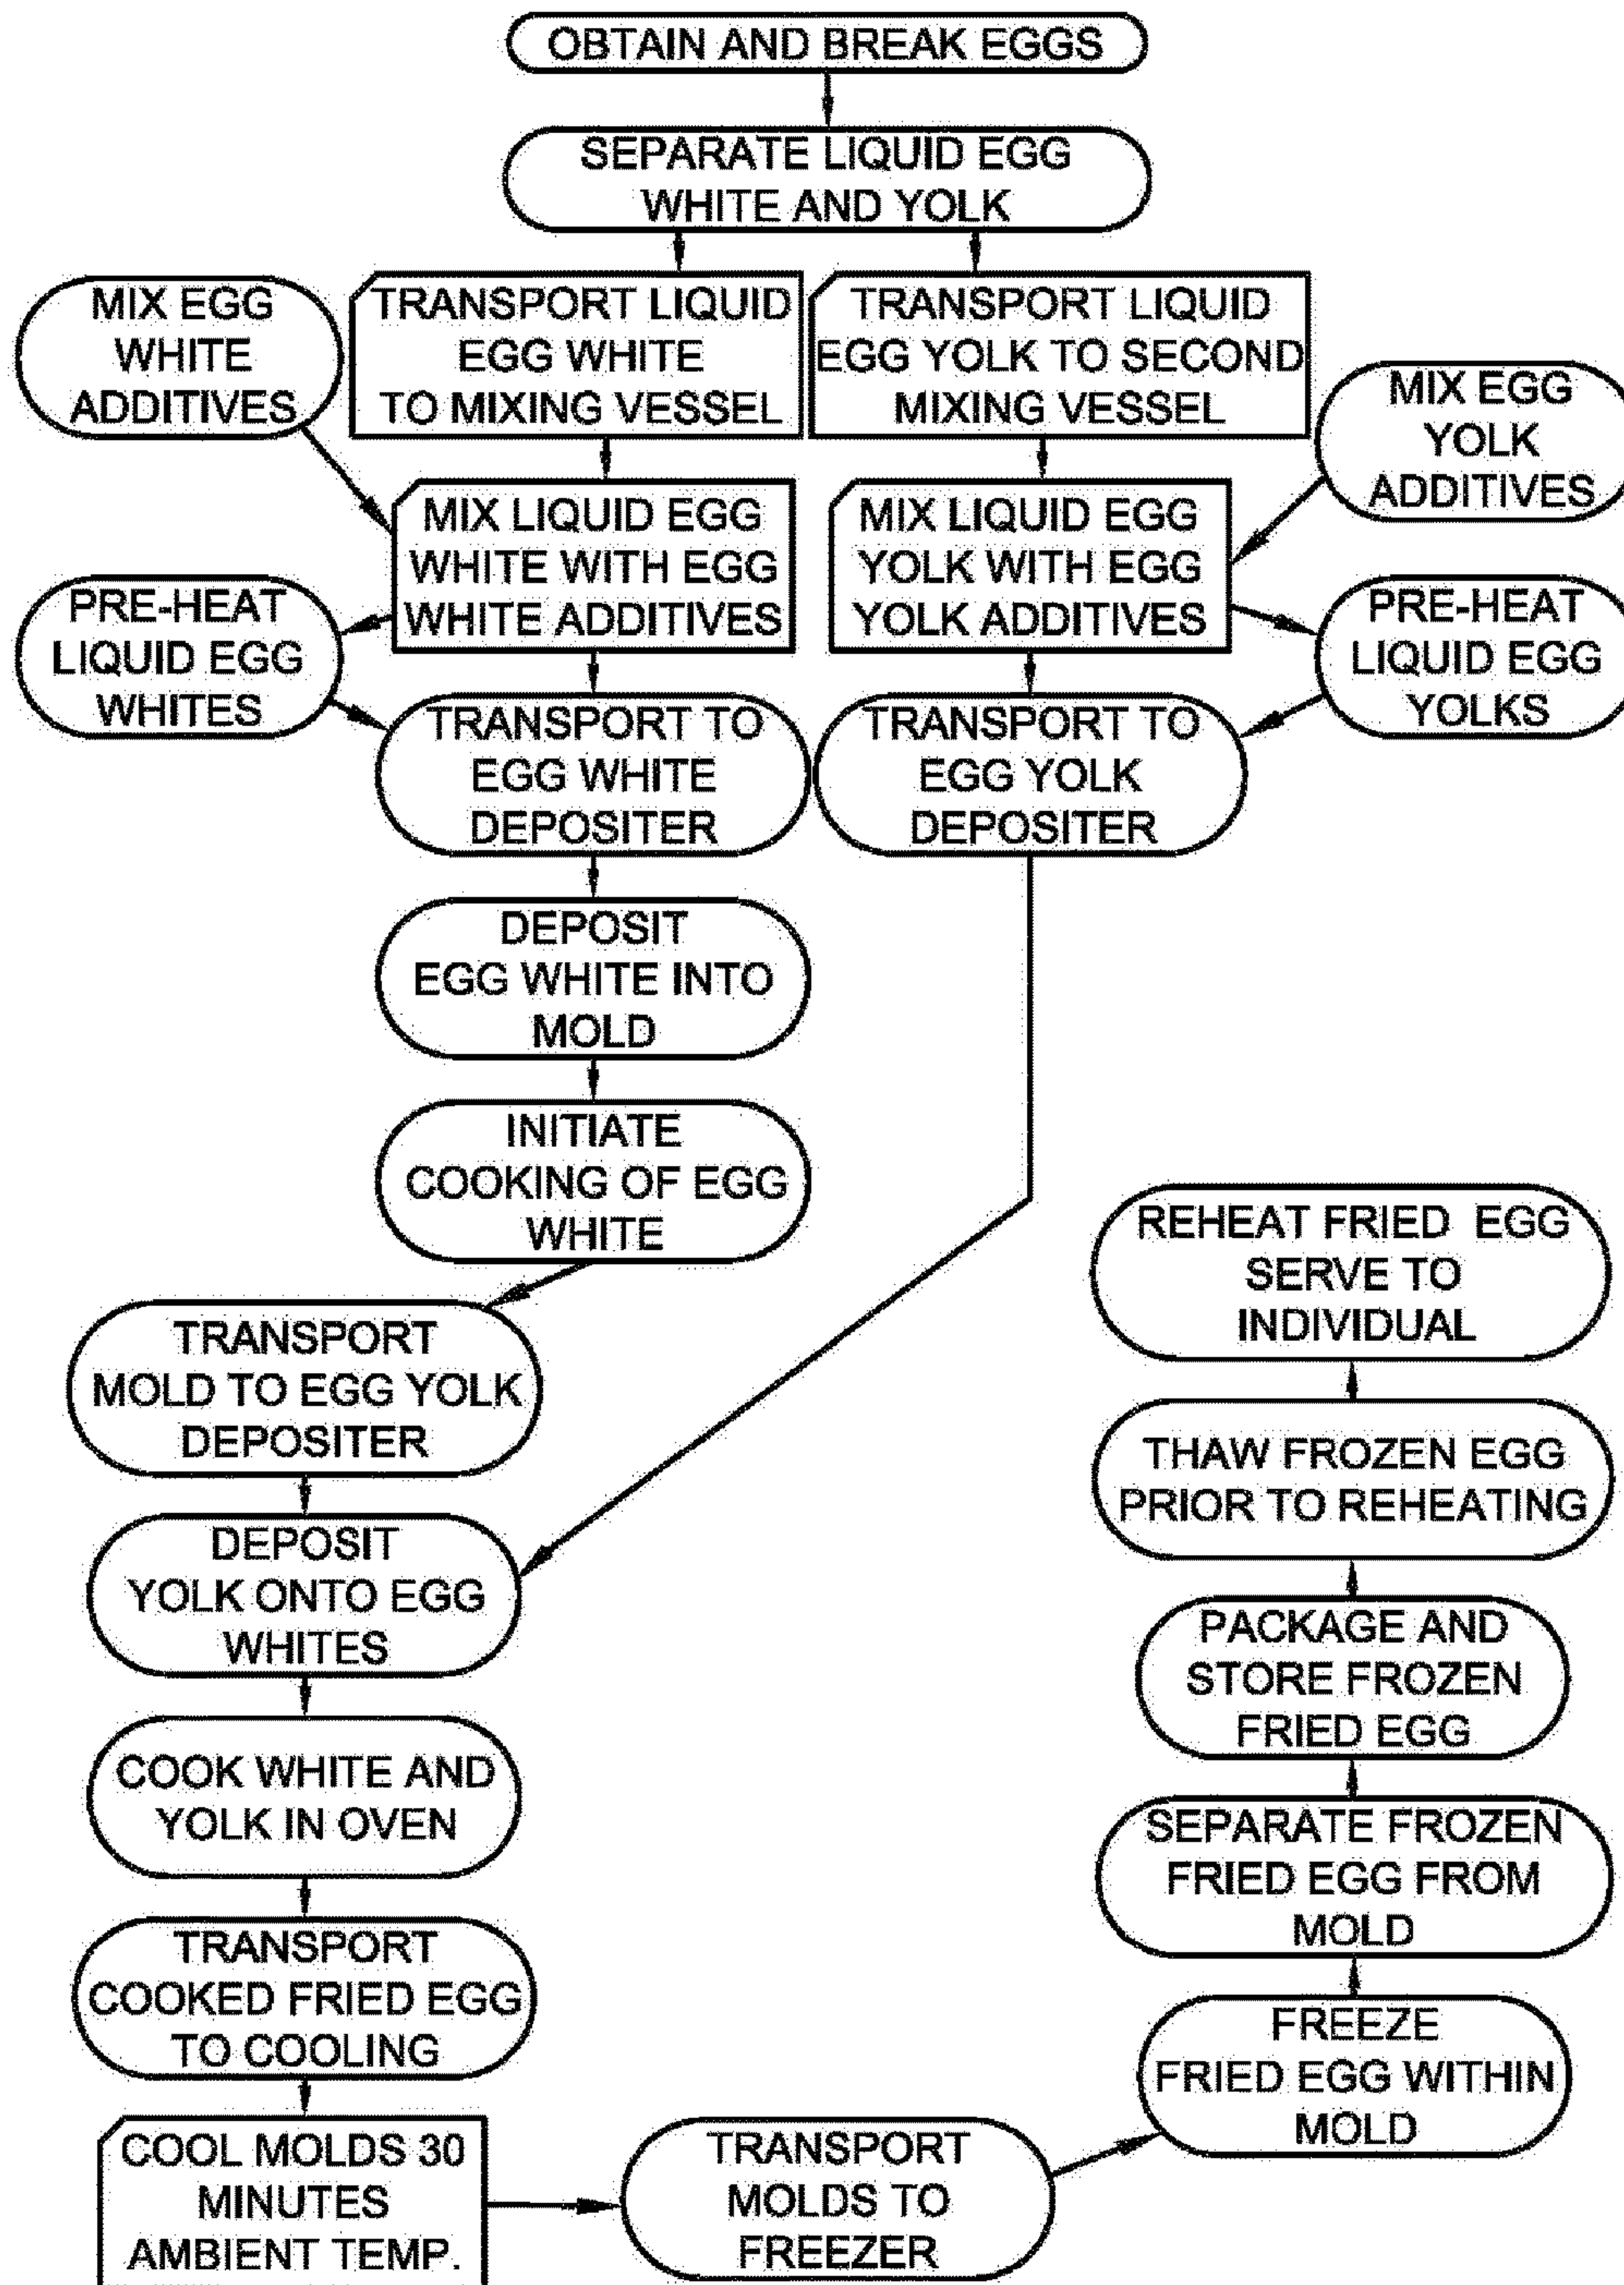 OBTAIN AND BREAK EGGS
SEPARATE LIQUID EGG
WHITE AND YOLK
MIX EGG
WHITE
ADDITIVES
TRANSPORT LIQUID
EGG WHITE
TO MIXING VESSEL
TRANSPORT LIQUID
EGG YOLK TO SECOND
MIXING VESSEL
MIX EGG
YOLK
ADDITIVES
MIX LIQUID EGG
WHITE WITH EGG
WHITE ADDITIVES
MIX LIQUID EGG
YOLK WITH EGG
YOLK ADDITIVES
PRE-HEAT
LIQUID EGG
WHITES
PRE-HEAT
LIQUID EGG
YOLKS
TRANSPORT TO
EGG WHITE
DEPOSITER
TRANSPORT TO
EGG YOLK
DEPOSITER
DEPOSIT
EGG WHITE INTO
MOLD
INITIATE
COOKING OF EGG
WHITE
TRANSPORT
MOLD TO EGG YOLK
DEPOSITER
DEPOSIT
YOLK ONTO EGG
WHITES
COOK WHITE AND
YOLK IN OVEN
TRANSPORT
COOKED FRIED EGG
TO COOLING
COOL MOLDS 30
MINUTES
AMBIENT TEMP.
TRANSPORT
MOLDS TO
FREEZER
FREEZE
FRIED EGG WITHIN
MOLD
SEPARATE FROZEN
FRIED EGG FROM
MOLD
PACKAGE AND
STORE FROZEN
FRIED EGG
THAW FROZEN EGG
PRIOR TO REHEATING
REHEAT FRIED EGG
SERVE TO
INDIVIDUAL